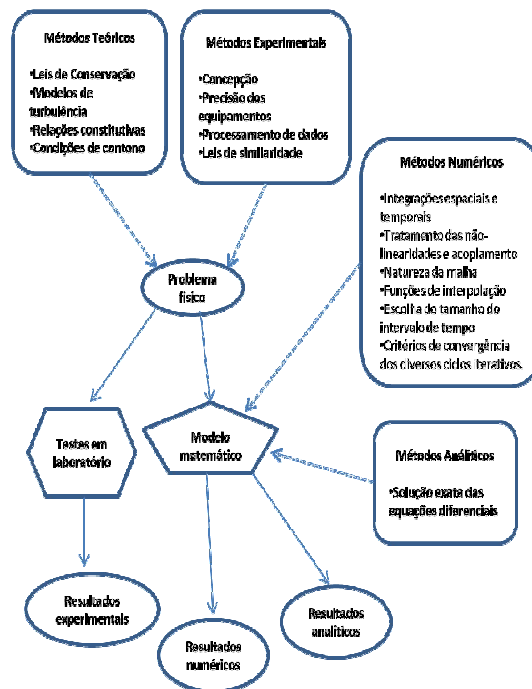 Métodos Teóricos
•Leis de Conservação
•Modelos de
turbulência
•Relações constitutivas
•Condições de contorno
Métodos Experimentais
•Concepção
•Precisão dos
equipamentos
•Processamento de dados
•Leis de similaridade
Métodos Numéricos
•Integrações espaciais e
temporais
•Tratamento das não-
linearidades e acoplamento
•Natureza da malha
•Funções de interpolação
•Escolha do tamanho do
intervalo de tempo
•Critérios de convergência
dos diversos ciclos iterativos.
Problema
físico
Testes em
laboratório
Modelo
matemático
Métodos Análiticos
•Solução exata das
equações diferenciais
Resultados
experimentais
Resultados
numéricos
Resultados
analíticos